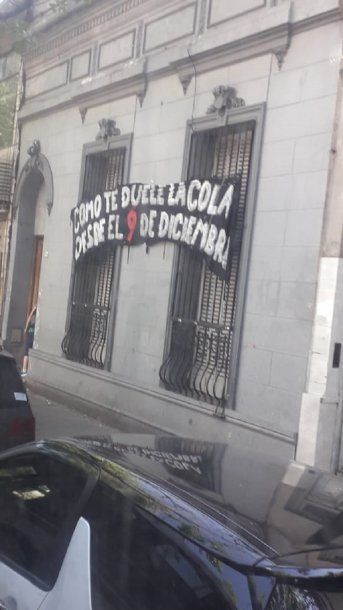 COMO TE DUELE LA COLA
DESDE EL 9 DE DICIEMBRE